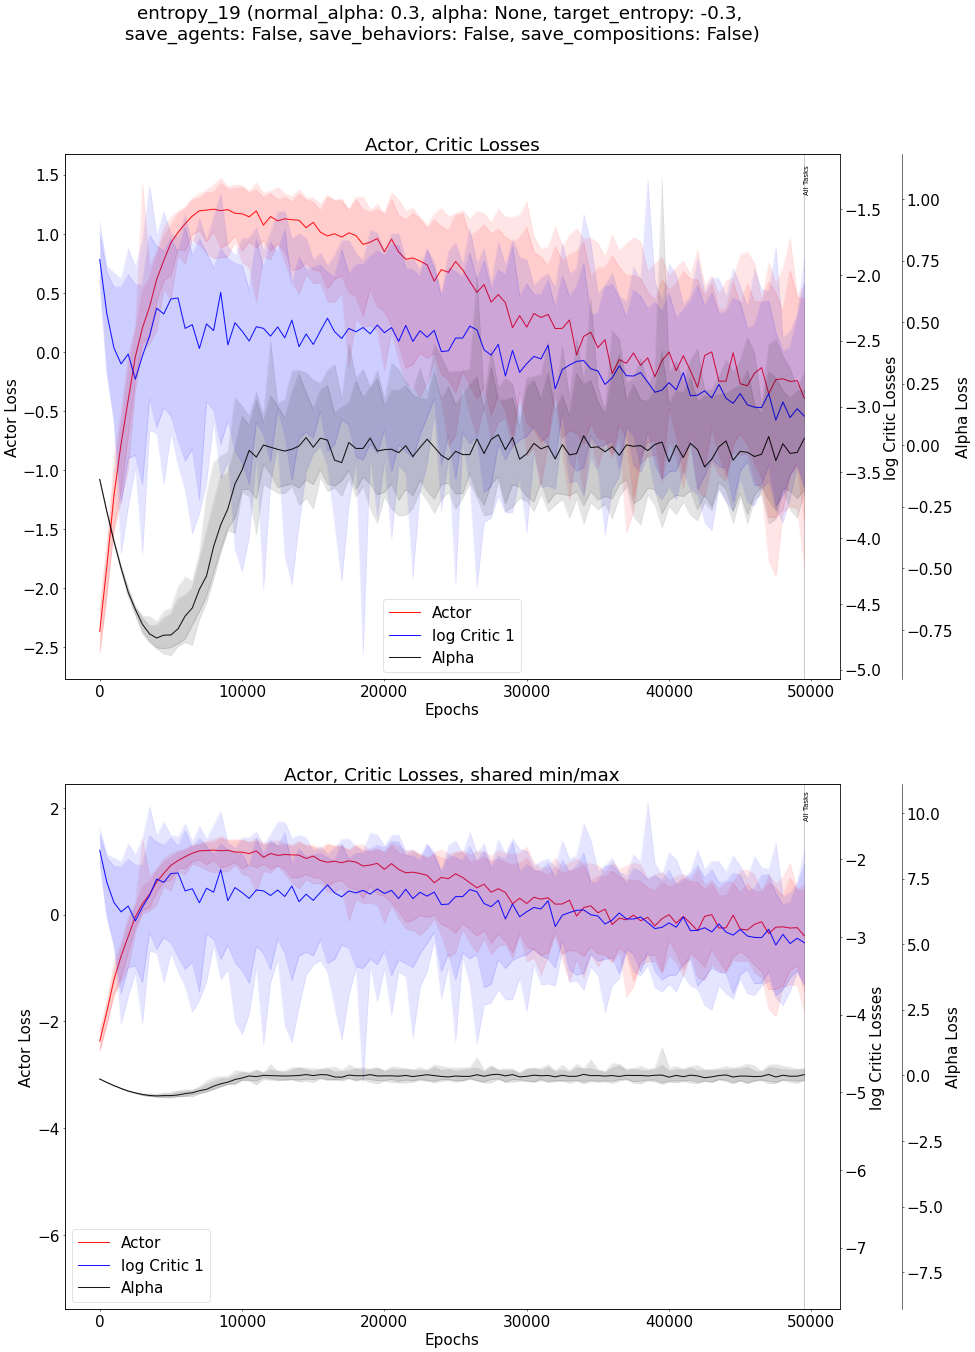 entropy_19 (normal_alpha: 0.3, alpha: None, target_entropy: -0.3,
save_agents: False, save_behaviors: False, save_compositions: False)
Actor, Critic Losses
All Tasks
1.5
1.0
0.5
0.0
−0.5
−1.0
−1.5
−2.0
−2.5
Actor Loss
−1.5
−2.0
−2.5
−3.0
−3.5
−4.0
−4.5
−5.0
log Critic Losses
1.00
0.75
0.50
0.25
0.00
−0.25
−0.50
−0.75
Alpha Loss
Actor
log Critic 1
Alpha
0 10000 20000 30000 40000 50000
Epochs
Actor, Critic Losses, shared min/max
All Tasks
2
0
−2
−4
−6
Actor Loss
−2
−3
−4
−5
−6
−7
log Critic Losses
10.0
7.5
5.0
2.5
0.0
−2.5
−5.0
−7.5
Alpha Loss
Actor
log Critic 1
Alpha
0 10000 20000 30000 40000 50000
Epochs